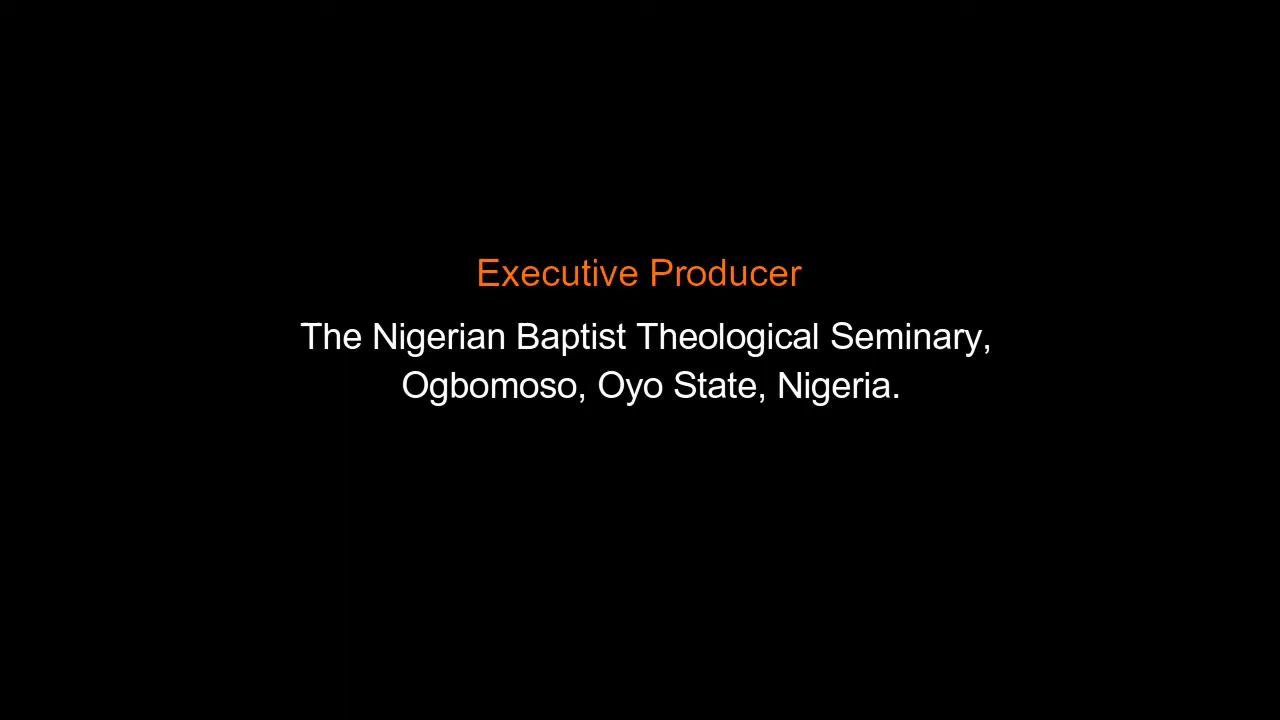 Executive Producer
The Nigerian Baptist Theological Seminary,
Ogbomoso, Oyo State, Nigeria.